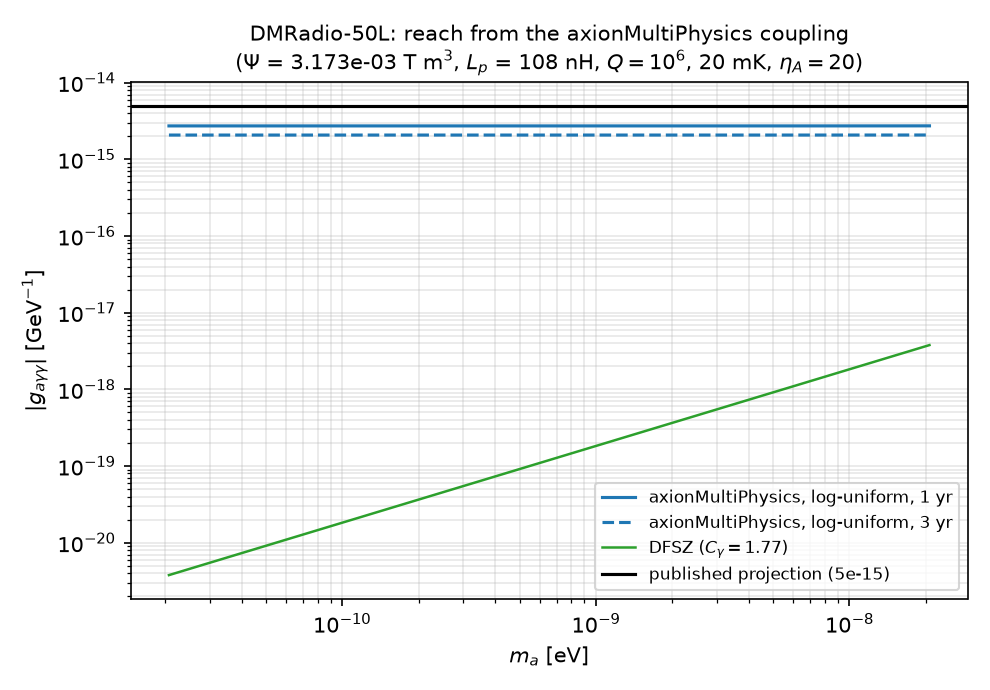 DMRadio-50L: reach from the axionMultiPhysics coupling
(Ψ = 3.173e-03 T m³, Lₚ = 108 nH, Q = 10⁶, 20 mK, η_A = 20)
10⁻¹⁴
10⁻¹⁵
10⁻¹⁶
10⁻¹⁷
10⁻¹⁸
10⁻¹⁹
10⁻²⁰
|g_{aγγ}| [GeV⁻¹]
axionMultiPhysics, log-uniform, 1 yr
axionMultiPhysics, log-uniform, 3 yr
DFSZ (C_γ = 1.77)
published projection (5e-15)
10⁻¹⁰
10⁻⁹
10⁻⁸
mₐ [eV]